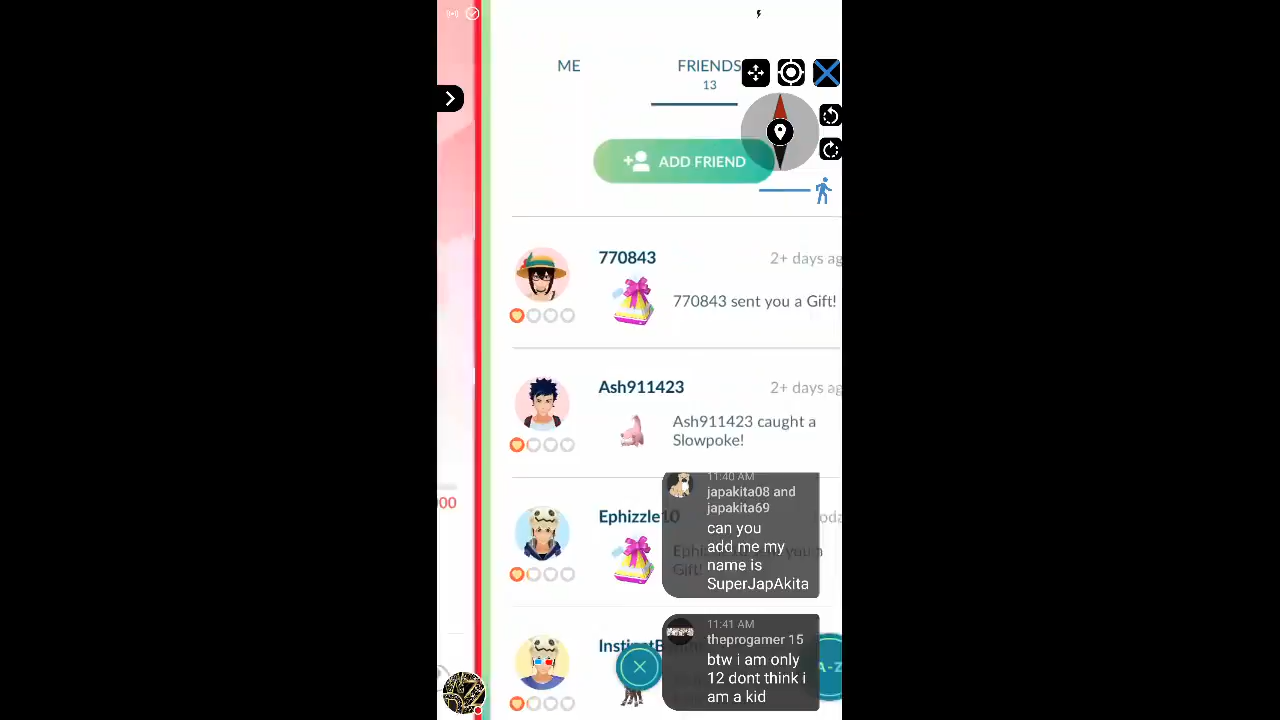 ME
FRIENDS
13
ADD FRIEND
770843
2+ days ag
770843 sent you a Gift!
Ash911423
2+ days ag
Ash911423 caught a
Slowpoke!
000
Ephizzle10
Gift!
11:40 AM
japakita08 and
japakita69
can you
add me my
name is
SuperJapAkita
11:41 AM
theprogamer 15
btw i am only
12 dont think i
am a kid
A-Z